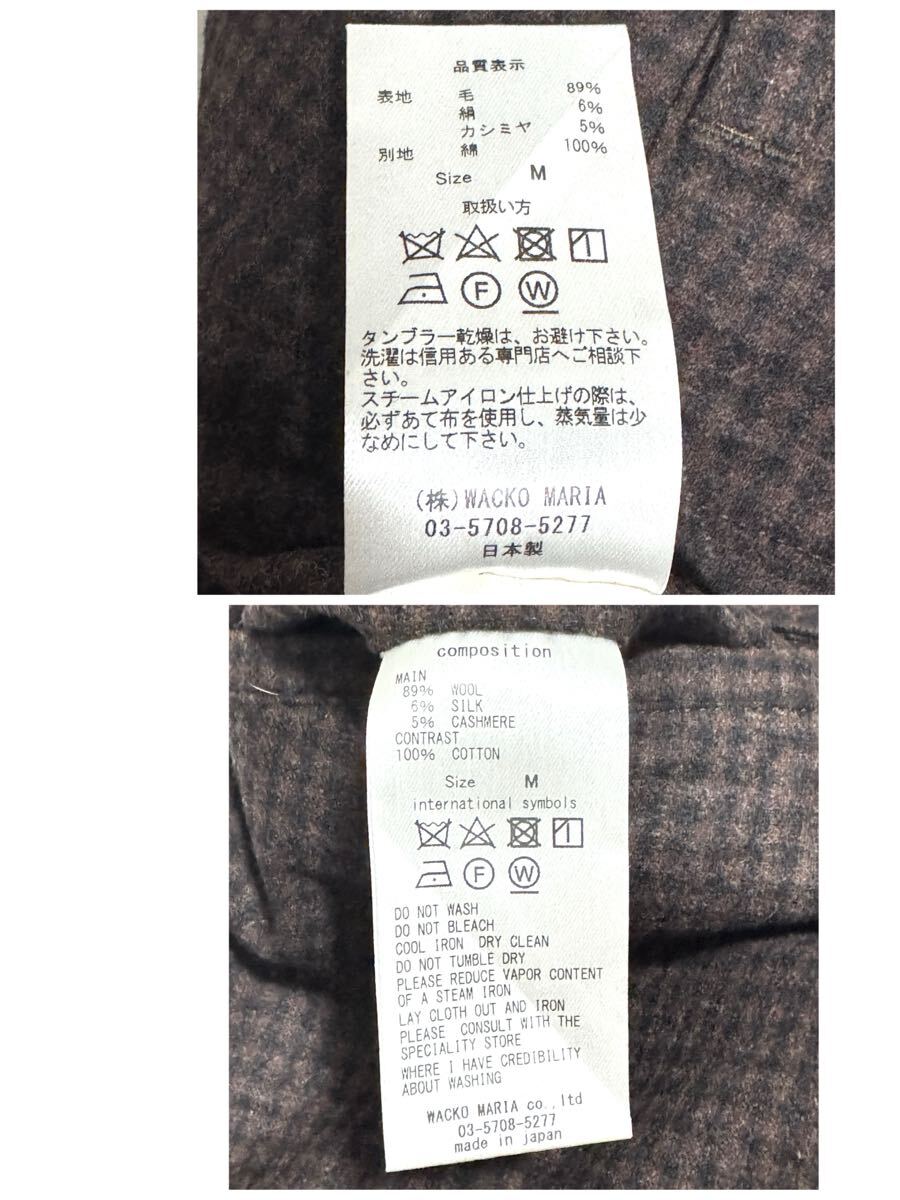 品質表示
表地 毛 89%
絹 6%
カシミヤ 5%
別地 綿 100%
Size M
取扱い方
F W
タンブラー乾燥は、お避け下さい。
洗濯は信用ある専門店へご相談下
さい。
スチームアイロン仕上げの際は、
必ずあて布を使用し、蒸気量は少
なめにして下さい。
(株)WACKO MARIA
03-5708-5277
日本製
composition
MAIN
89% WOOL
6% SILK
5% CASHMERE
CONTRAST
100% COTTON
Size M
international symbols
F W
DO NOT WASH
DO NOT BLEACH
COOL IRON DRY CLEAN
DO NOT TUMBLE DRY
PLEASE REDUCE VAPOR CONTENT
OF A STEAM IRON
LAY CLOTH OUT AND IRON
PLEASE CONSULT WITH THE
SPECIALITY STORE
WHERE I HAVE CREDIBILITY
ABOUT WASHING
WACKO MARIA co.,ltd
03-5708-5277
made in japan